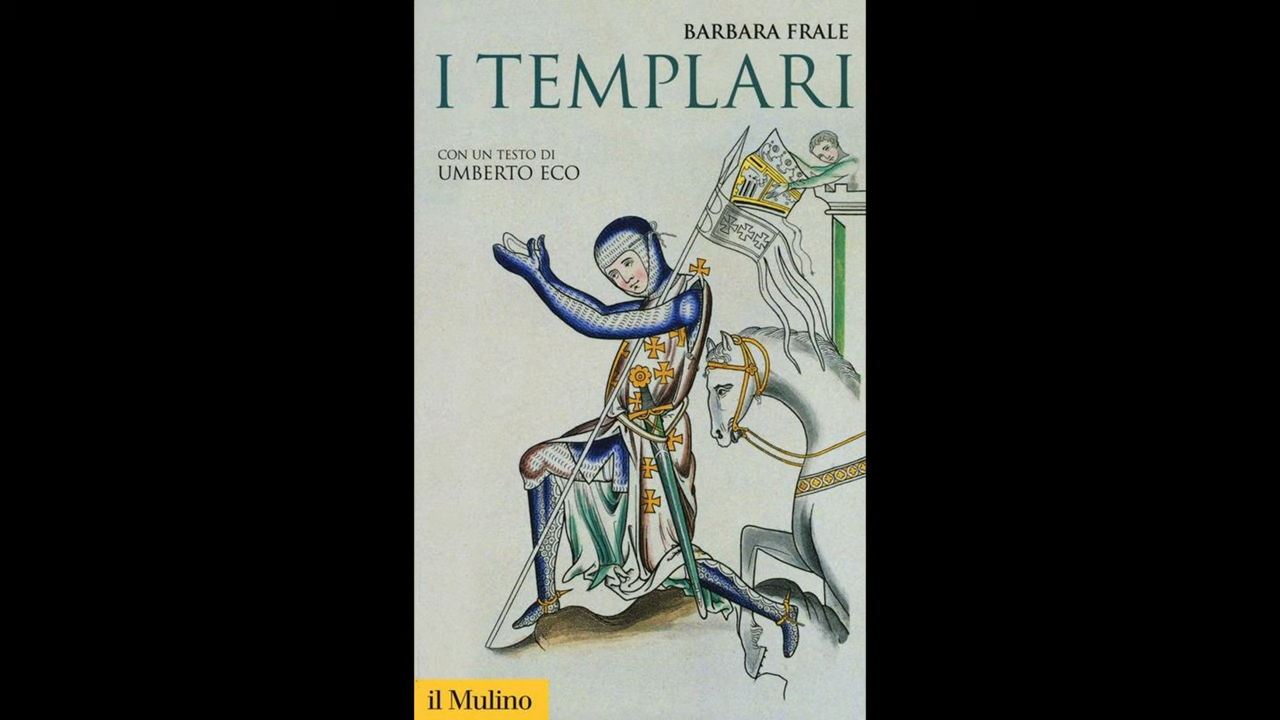 BARBARA FRALE
I TEMPLARI
CON UN TESTO DI
UMBERTO ECO
il Mulino